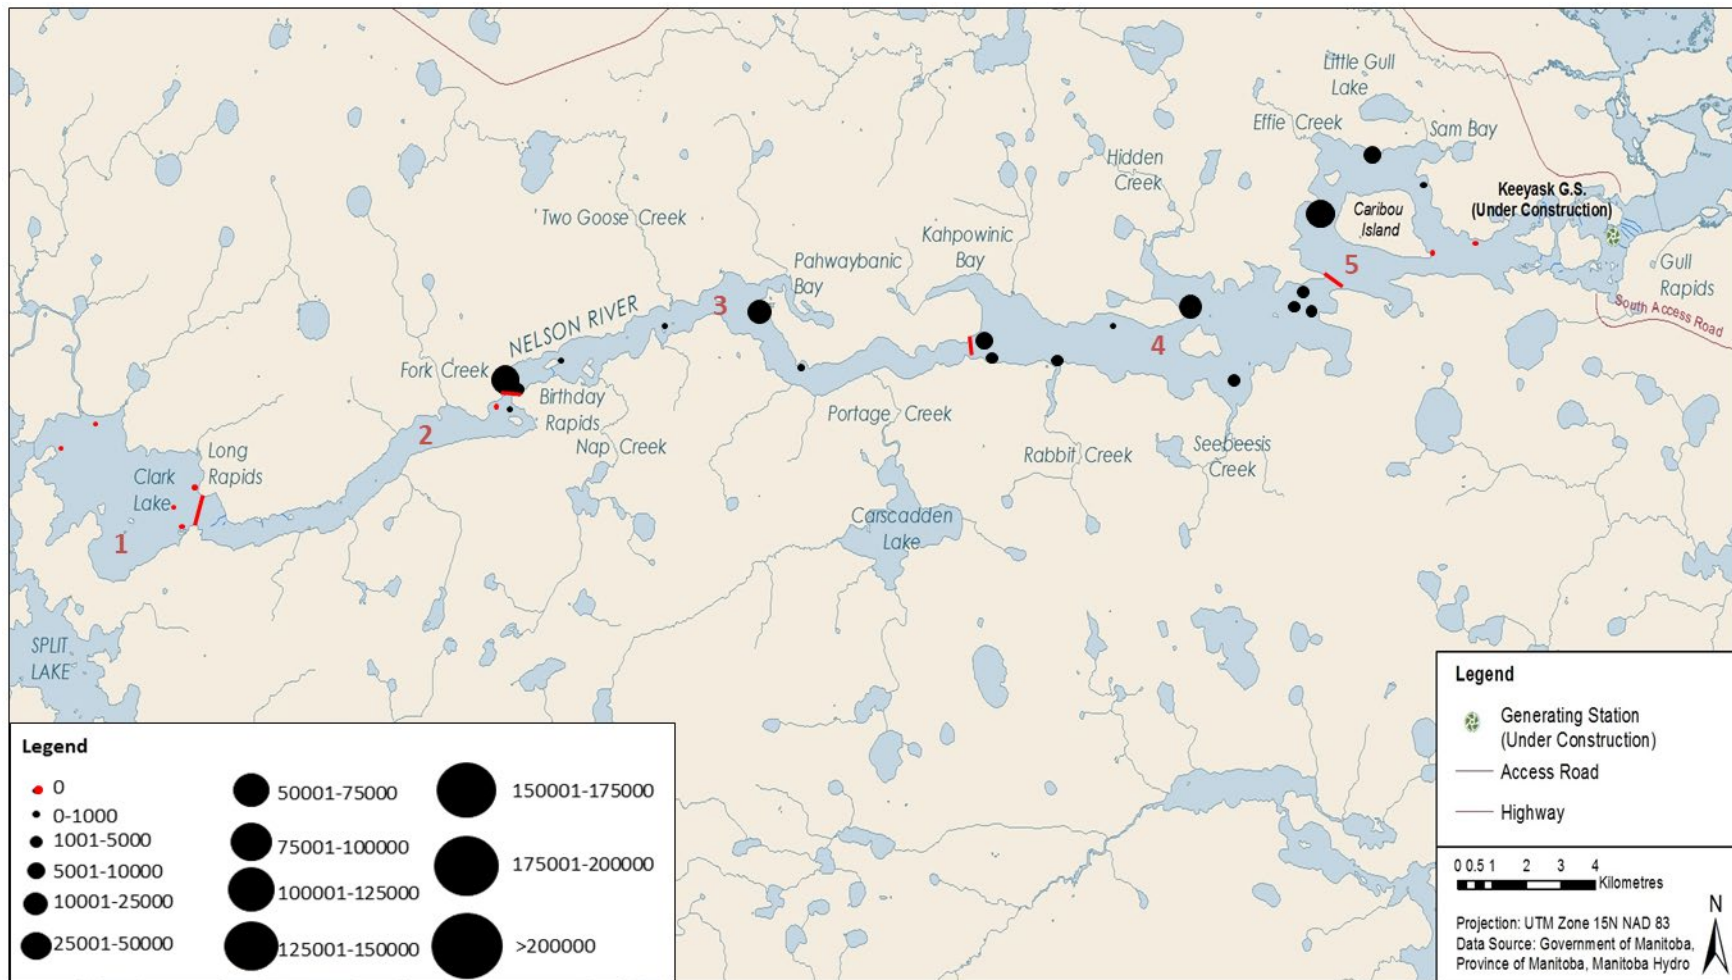 Little Gull
Lake
Effie Creek
Sam Bay
Hidden
Creek
Keeyask G.S.
(Under Construction)
Caribou
Island
Two Goose Creek
Kahpowinic
Bay
Pahwaybanic
Bay
5
Gull
Rapids
South Access Road
3
NELSON RIVER
4
Fork Creek
Birthday
Rapids
Portage Creek
2
Nap Creek
Rabbit Creek
Seebeesis
Creek
Long
Rapids
Clark
Lake
1
Carscadden
Lake
SPLIT
LAKE
Legend
0
0-1000
1001-5000
5001-10000
10001-25000
25001-50000
50001-75000
75001-100000
100001-125000
125001-150000
150001-175000
175001-200000
>200000
Legend
Generating Station
(Under Construction)
Access Road
Highway
0 0.5 1 2 3 4
Kilometres
N
Projection: UTM Zone 15N NAD 83
Data Source: Government of Manitoba,
Province of Manitoba, Manitoba Hydro